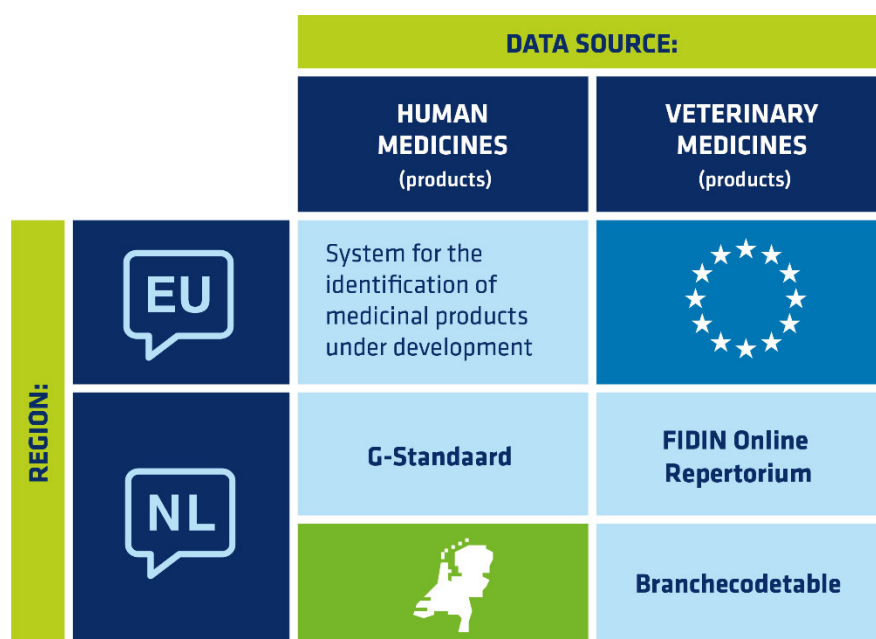 DATA SOURCE:
HUMAN
MEDICINES
(products)
VETERINARY
MEDICINES
(products)
REGION:
EU
System for the
identification of
medicinal products
under development
NL
G-Standaard
FIDIN Online
Repertorium
Branchecodetable